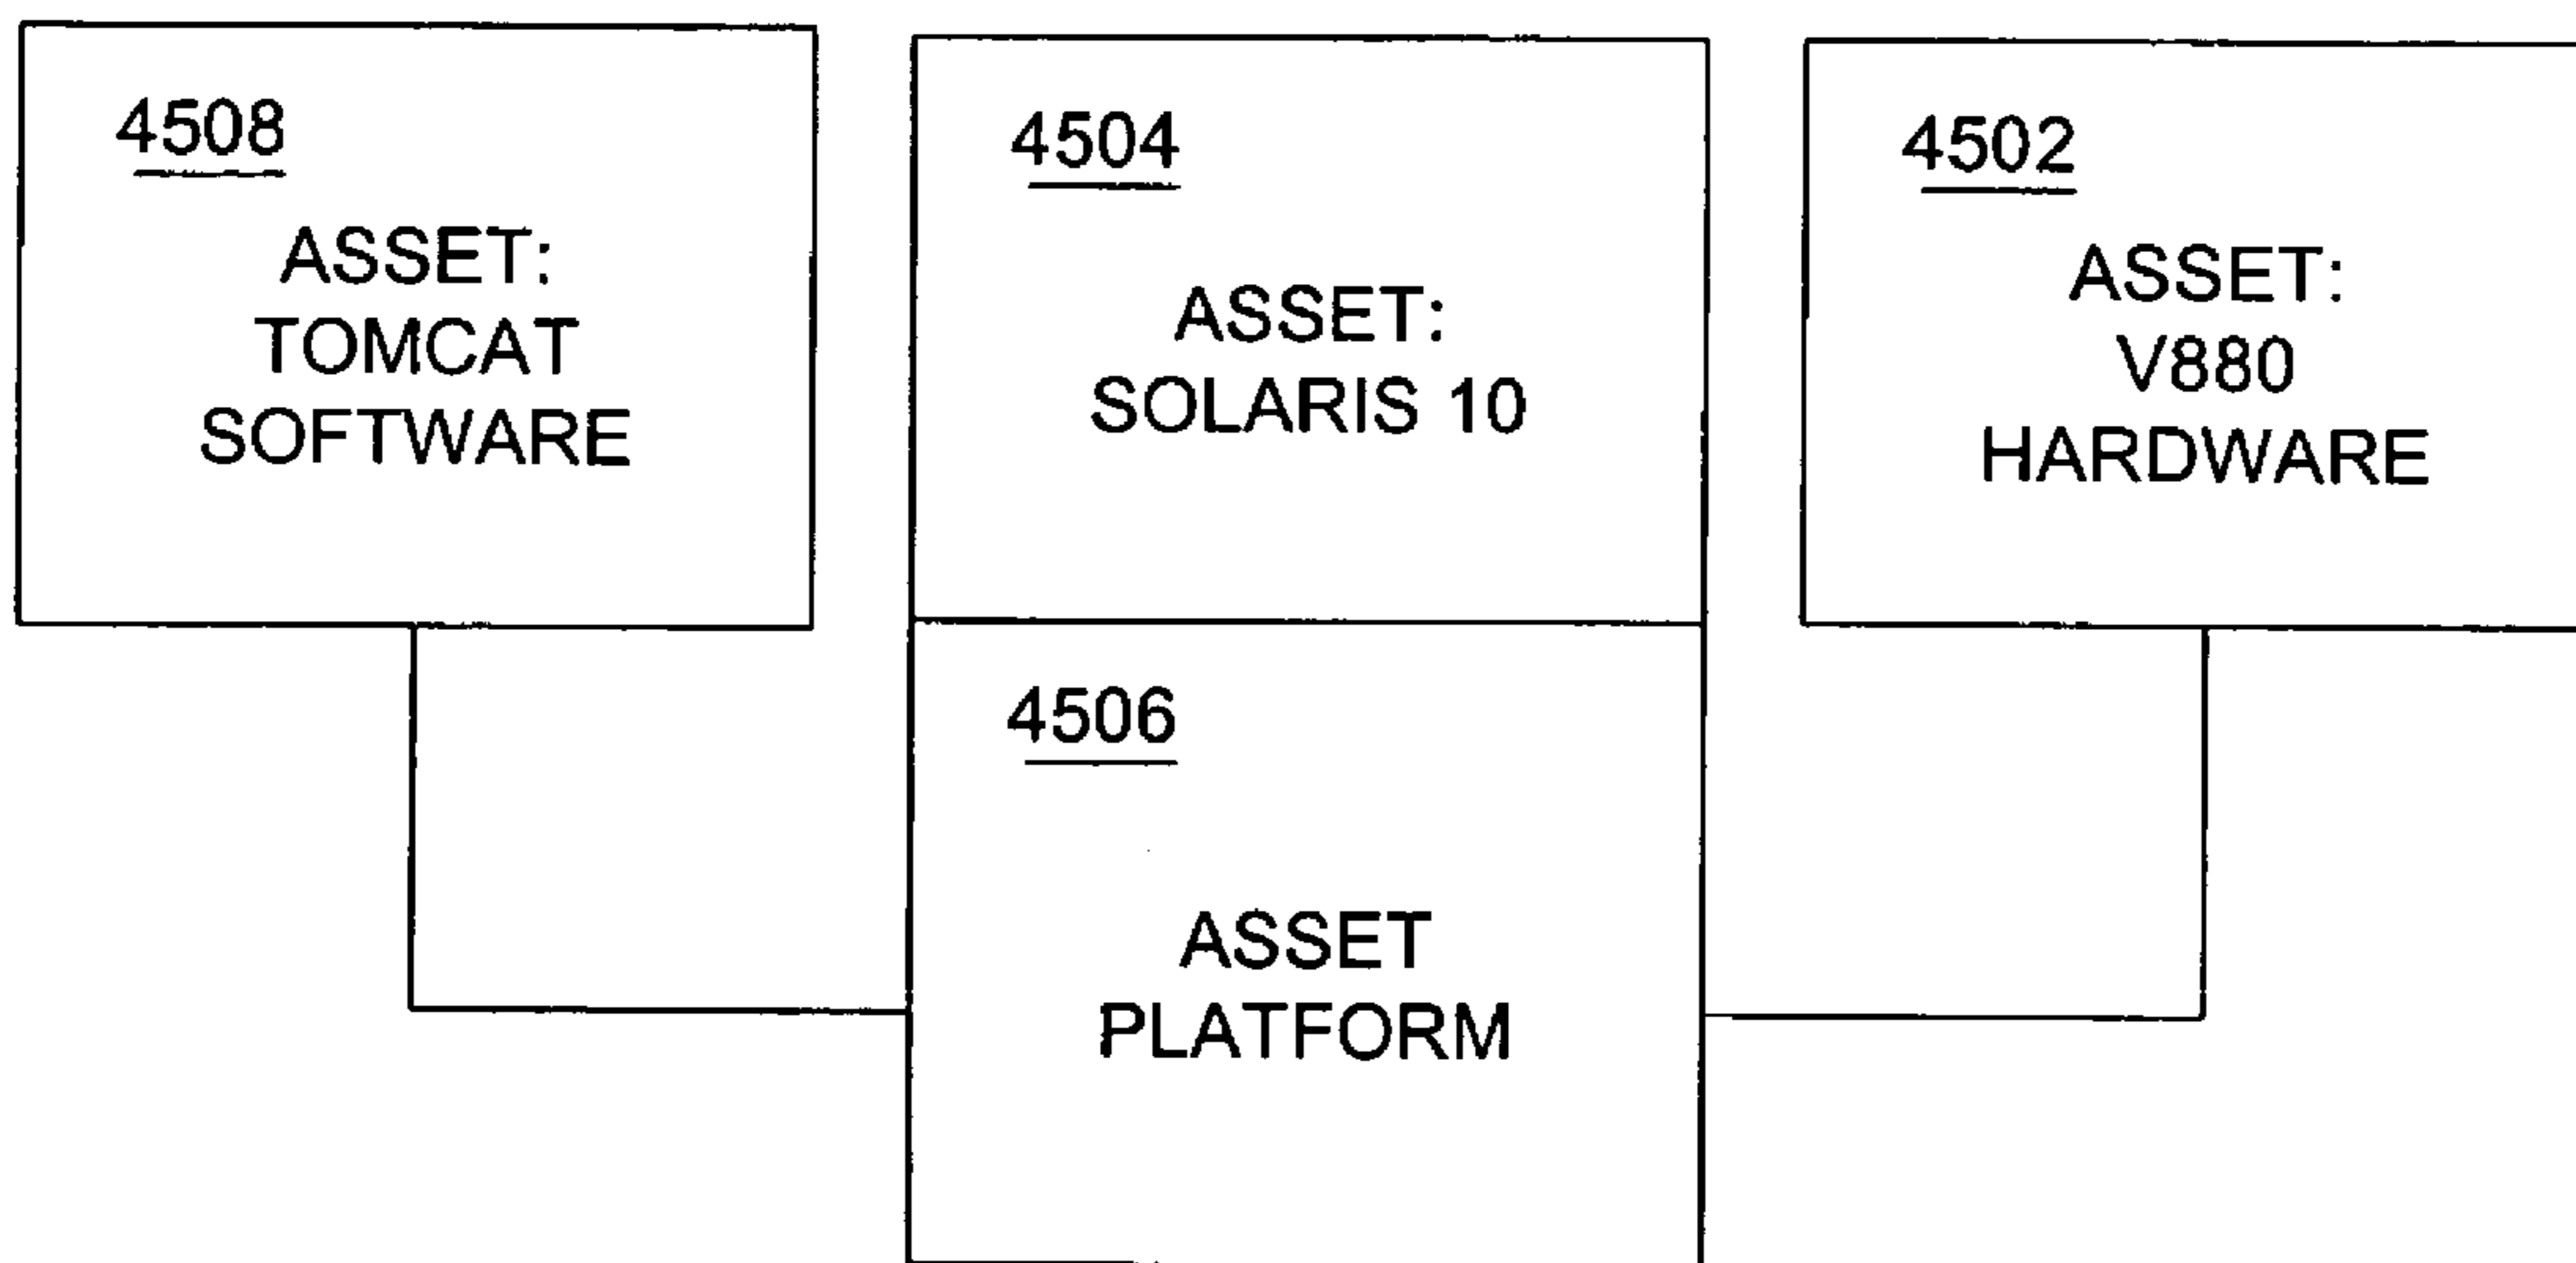 4508
ASSET:
TOMCAT
SOFTWARE
4504
ASSET:
SOLARIS 10
4502
ASSET:
V880
HARDWARE
4506
ASSET
PLATFORM